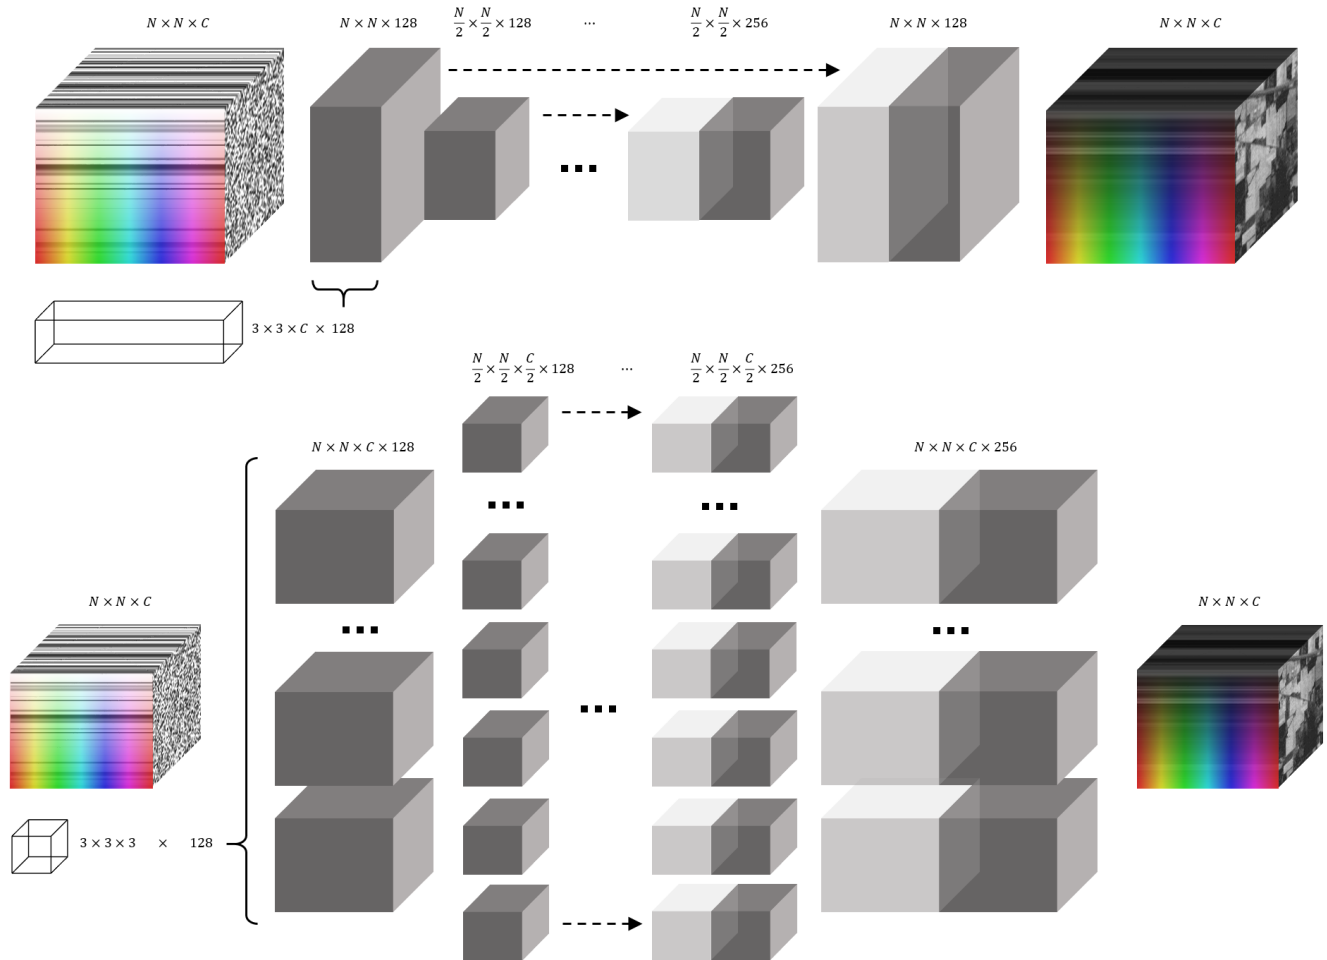 N × N × C
N × N × 128
N/2 × N/2 × 128
...
N/2 × N/2 × 256
N × N × 128
N × N × C
3 × 3 × C × 128
N/2 × N/2 × C/2 × 128
...
N/2 × N/2 × C/2 × 256
N × N × C × 128
N × N × C × 256
N × N × C
N × N × C
3 × 3 × 3 × 128